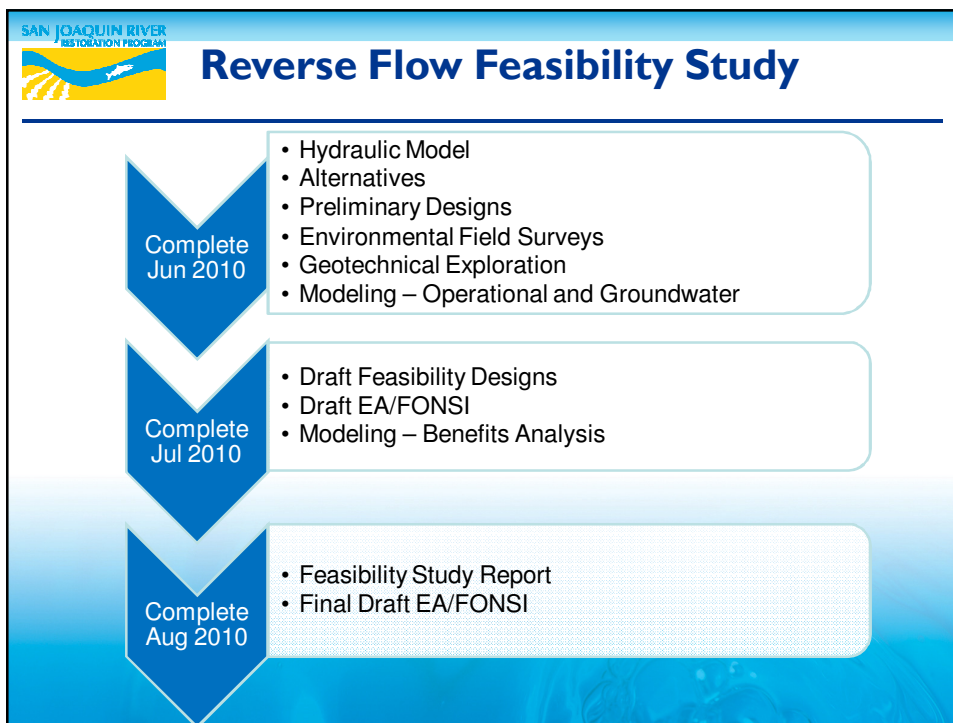 SAN JOAQUIN RIVER
RESTORATION PROGRAM
Reverse Flow Feasibility Study
Complete
Jun 2010
• Hydraulic Model
• Alternatives
• Preliminary Designs
• Environmental Field Surveys
• Geotechnical Exploration
• Modeling – Operational and Groundwater
Complete
Jul 2010
• Draft Feasibility Designs
• Draft EA/FONSI
• Modeling – Benefits Analysis
Complete
Aug 2010
• Feasibility Study Report
• Final Draft EA/FONSI